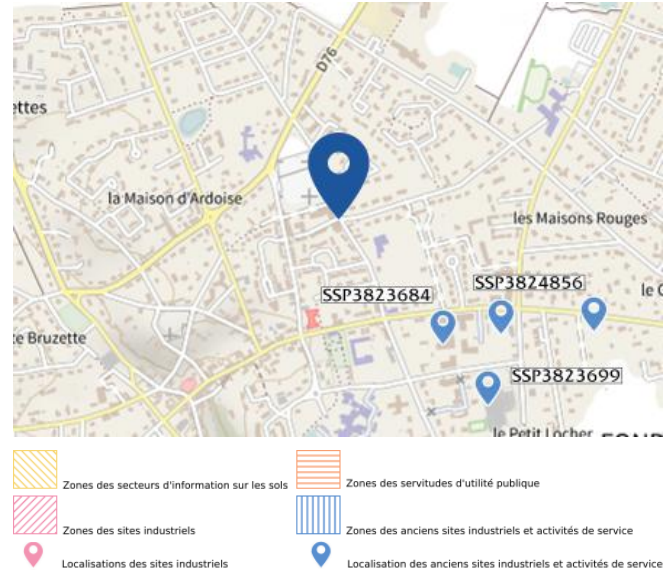 D76
ettes
la Maison d'Ardoise
les Maisons Rouges
SSP3823684
SSP3824856
le
e Bruzette
SSP3823699
le Petit Locher
Zones des secteurs d'information sur les sols
Zones des servitudes d'utilité publique
Zones des sites industriels
Zones des anciens sites industriels et activités de service
Localisations des sites industriels
Localisation des anciens sites industriels et activités de service